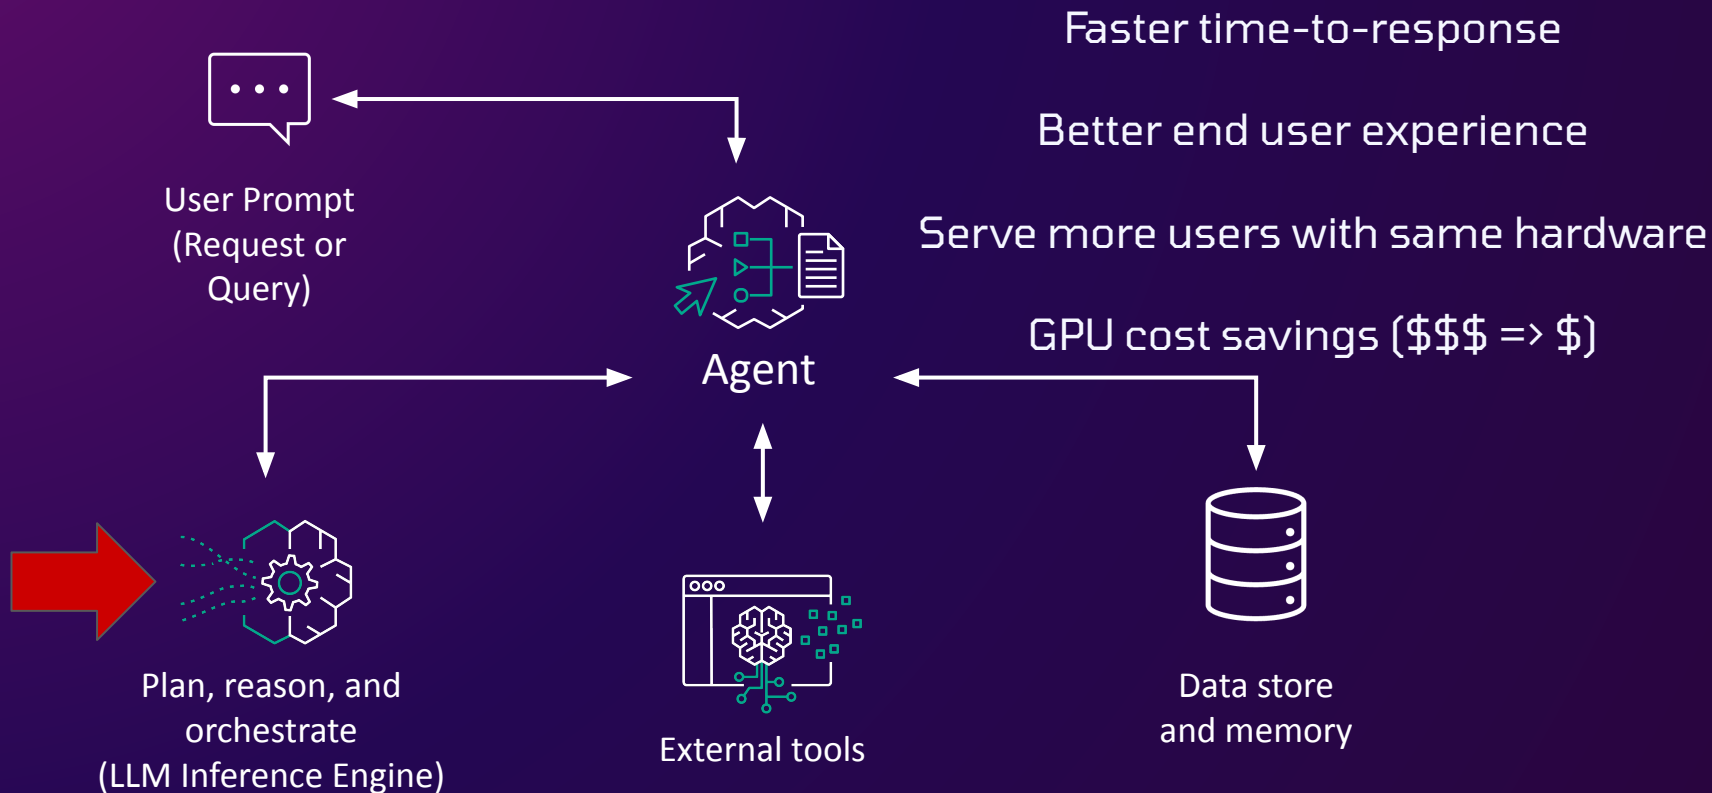 Faster time-to-response
Better end user experience
Serve more users with same hardware
GPU cost savings ($$$ => $)
User Prompt
(Request or
Query)
Agent
Plan, reason, and
orchestrate
(LLM Inference Engine)
External tools
Data store
and memory